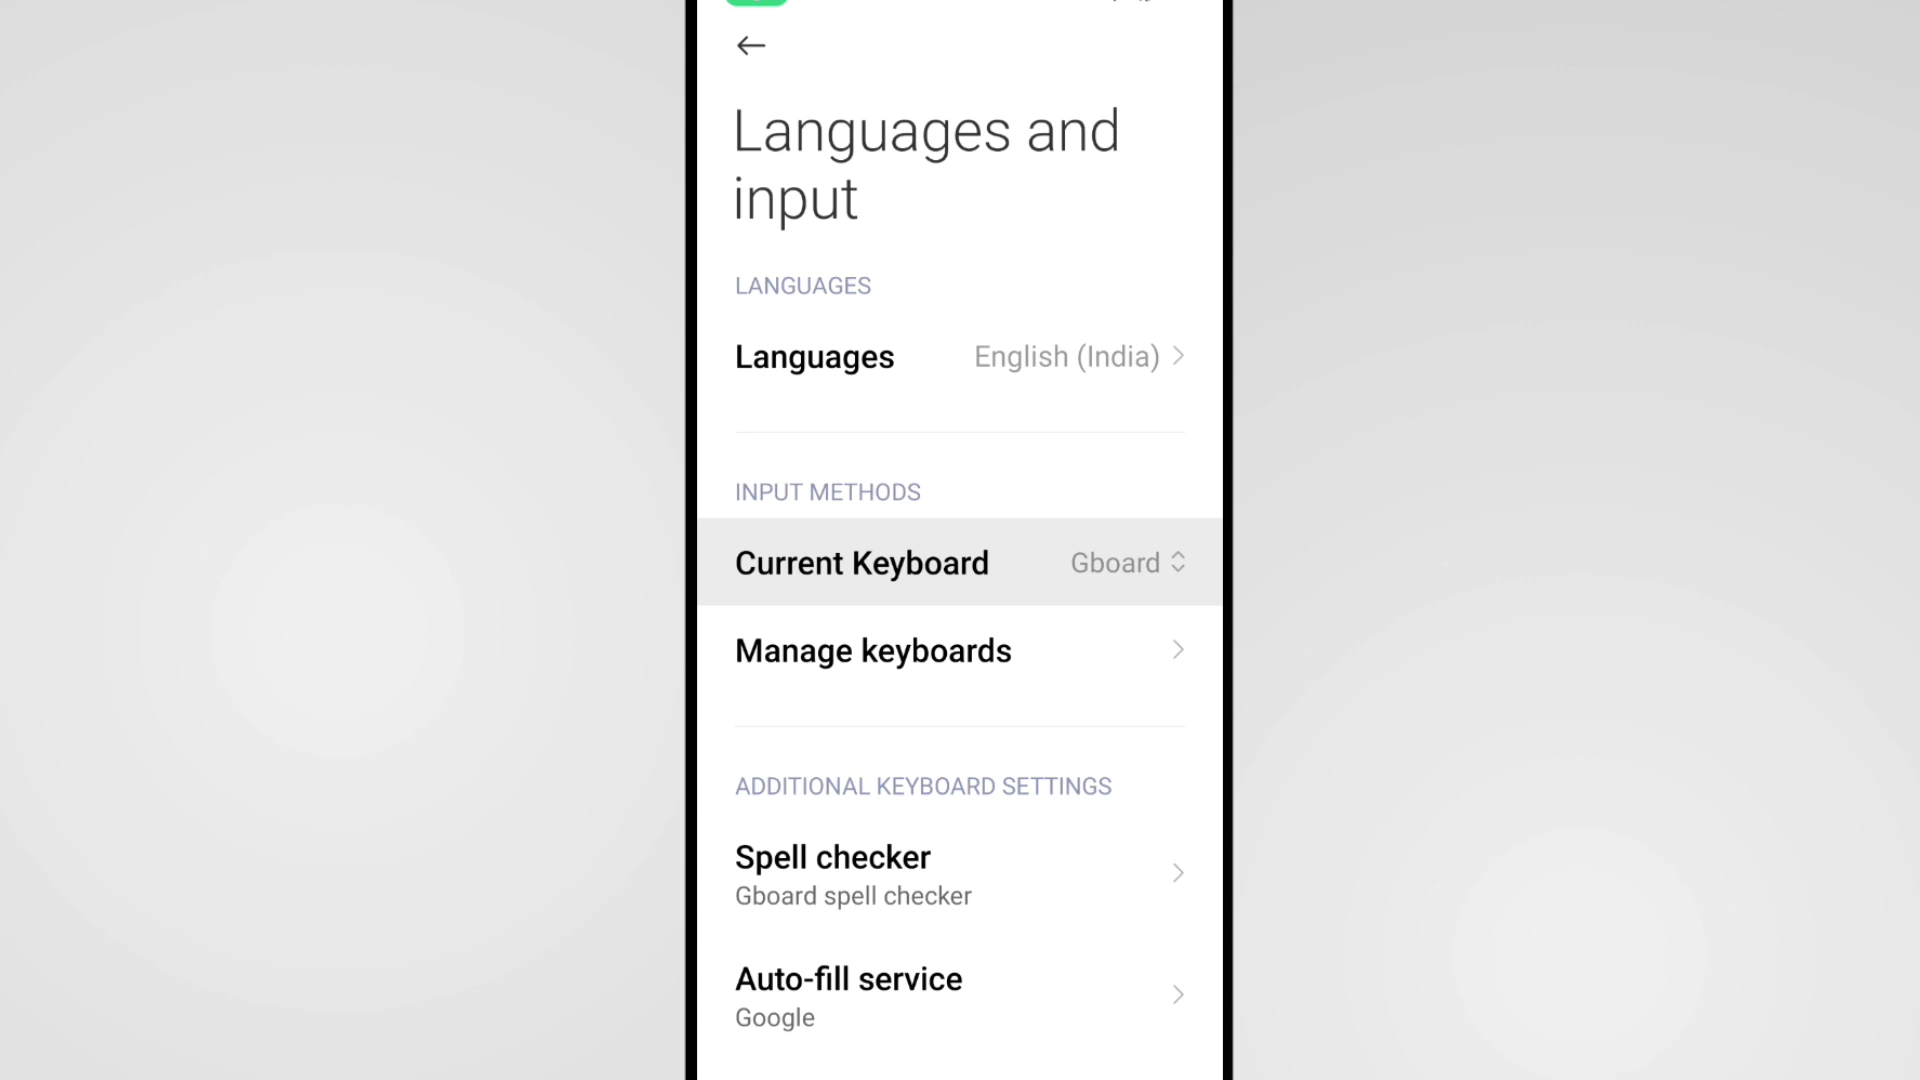 Languages and
input
LANGUAGES
Languages English (India)
INPUT METHODS
Current Keyboard Gboard
Manage keyboards
ADDITIONAL KEYBOARD SETTINGS
Spell checker
Gboard spell checker
Auto-fill service
Google